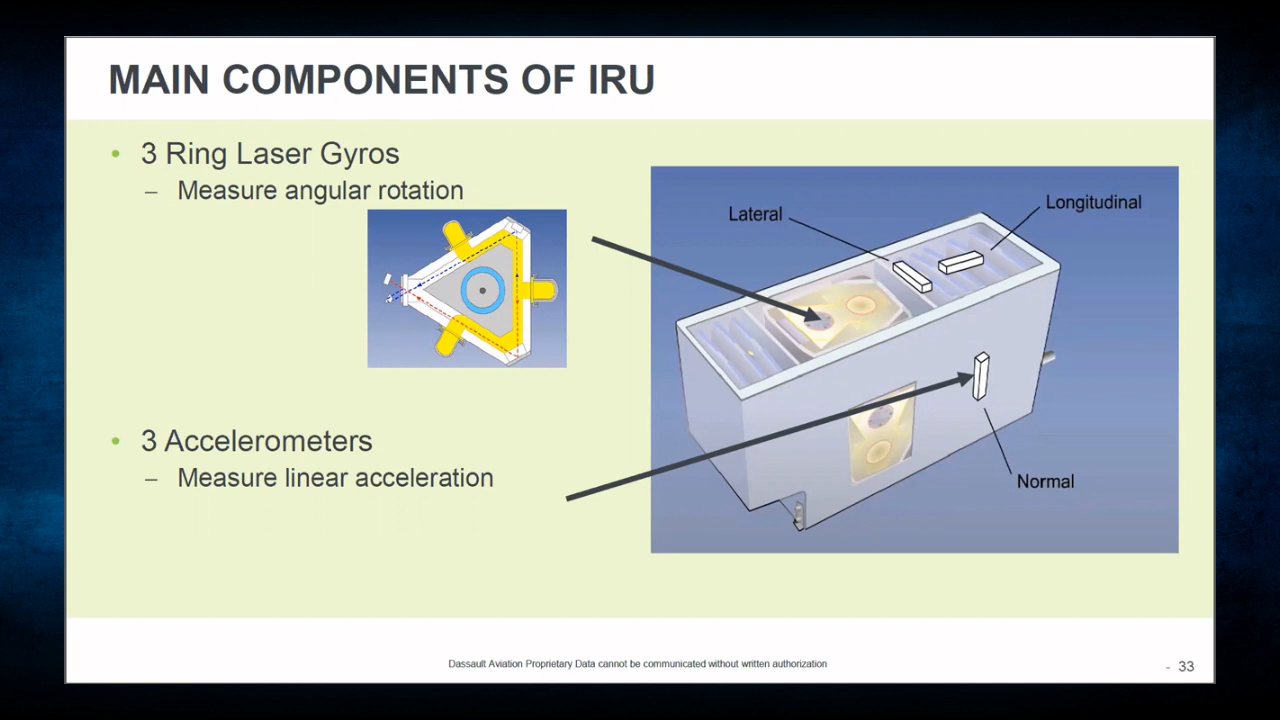 MAIN COMPONENTS OF IRU
• 3 Ring Laser Gyros
– Measure angular rotation
• 3 Accelerometers
– Measure linear acceleration
Lateral
Longitudinal
Normal
Dassault Aviation Proprietary Data cannot be communicated without written authorization
- 33